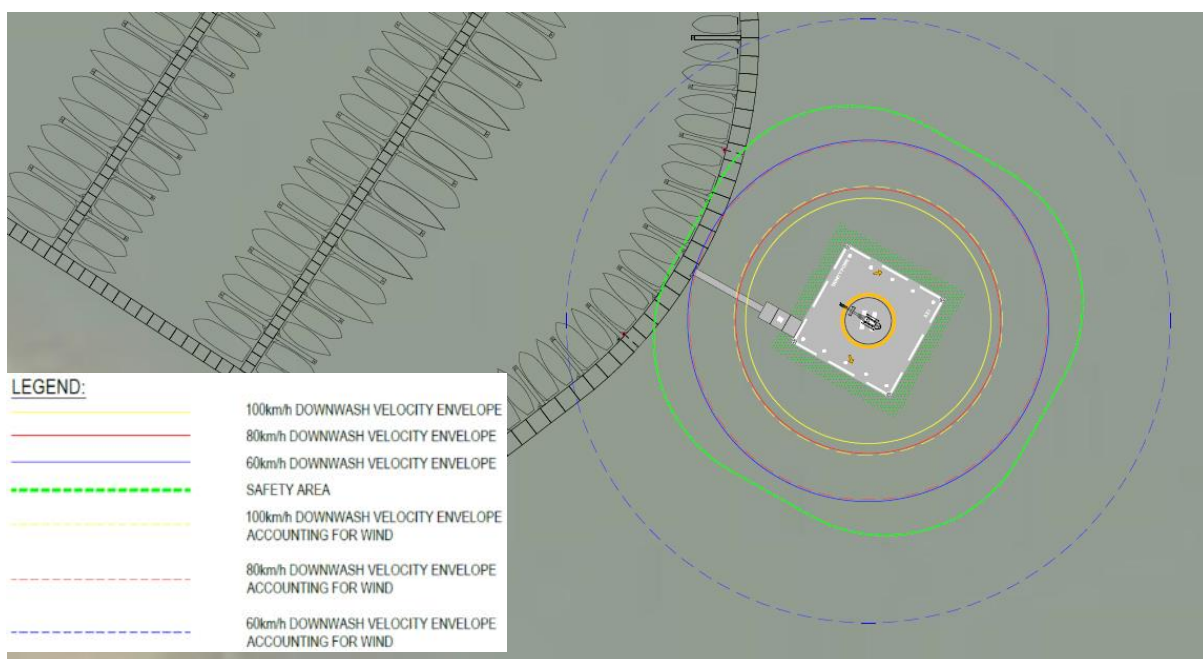 LEGEND:
100km/h DOWNWASH VELOCITY ENVELOPE
80km/h DOWNWASH VELOCITY ENVELOPE
60km/h DOWNWASH VELOCITY ENVELOPE
SAFETY AREA
100km/h DOWNWASH VELOCITY ENVELOPE
ACCOUNTING FOR WIND
80km/h DOWNWASH VELOCITY ENVELOPE
ACCOUNTING FOR WIND
60km/h DOWNWASH VELOCITY ENVELOPE
ACCOUNTING FOR WIND